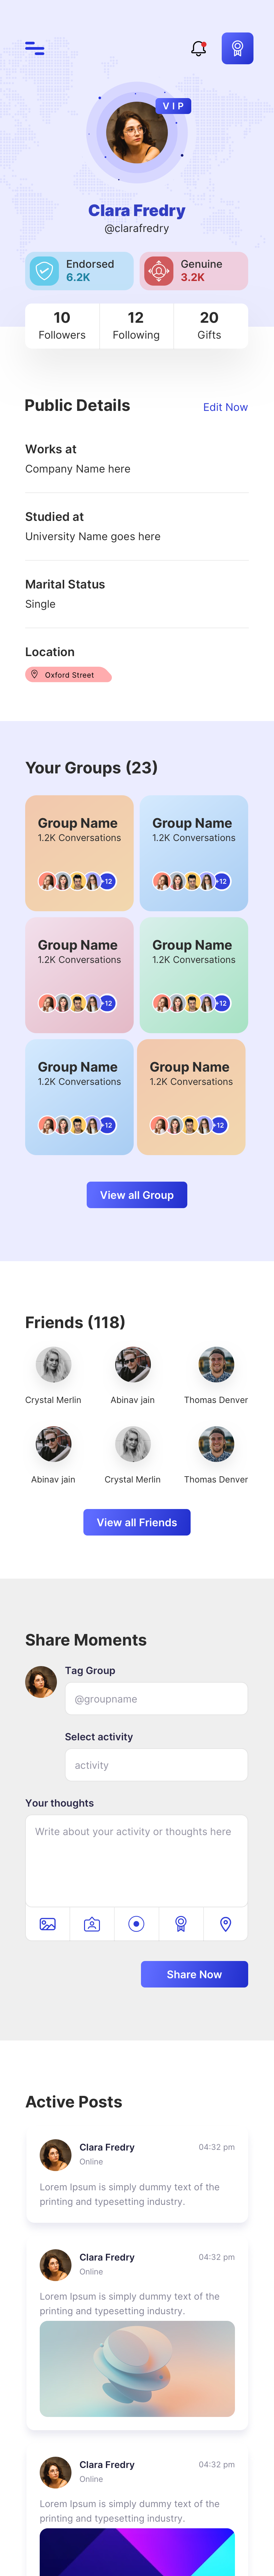 VIP
Clara Fredry
@clarafredry
Endorsed
6.2K
Genuine
3.2K
10
Followers
12
Following
20
Gifts
Public Details
Edit Now
Works at
Company Name here
Studied at
University Name goes here
Marital Status
Single
Location
Oxford Street
Your Groups (23)
Group Name
1.2K Conversations
+12
Group Name
1.2K Conversations
+12
Group Name
1.2K Conversations
+12
Group Name
1.2K Conversations
+12
Group Name
1.2K Conversations
+12
Group Name
1.2K Conversations
+12
View all Group
Friends (118)
Crystal Merlin
Abinav jain
Thomas Denver
Abinav jain
Crystal Merlin
Thomas Denver
View all Friends
Share Moments
Tag Group
@groupname
Select activity
activity
Your thoughts
Write about your activity or thoughts here
Share Now
Active Posts
Clara Fredry
04:32 pm
Online
Lorem Ipsum is simply dummy text of the
printing and typesetting industry.
Clara Fredry
04:32 pm
Online
Lorem Ipsum is simply dummy text of the
printing and typesetting industry.
Clara Fredry
04:32 pm
Online
Lorem Ipsum is simply dummy text of the
printing and typesetting industry.